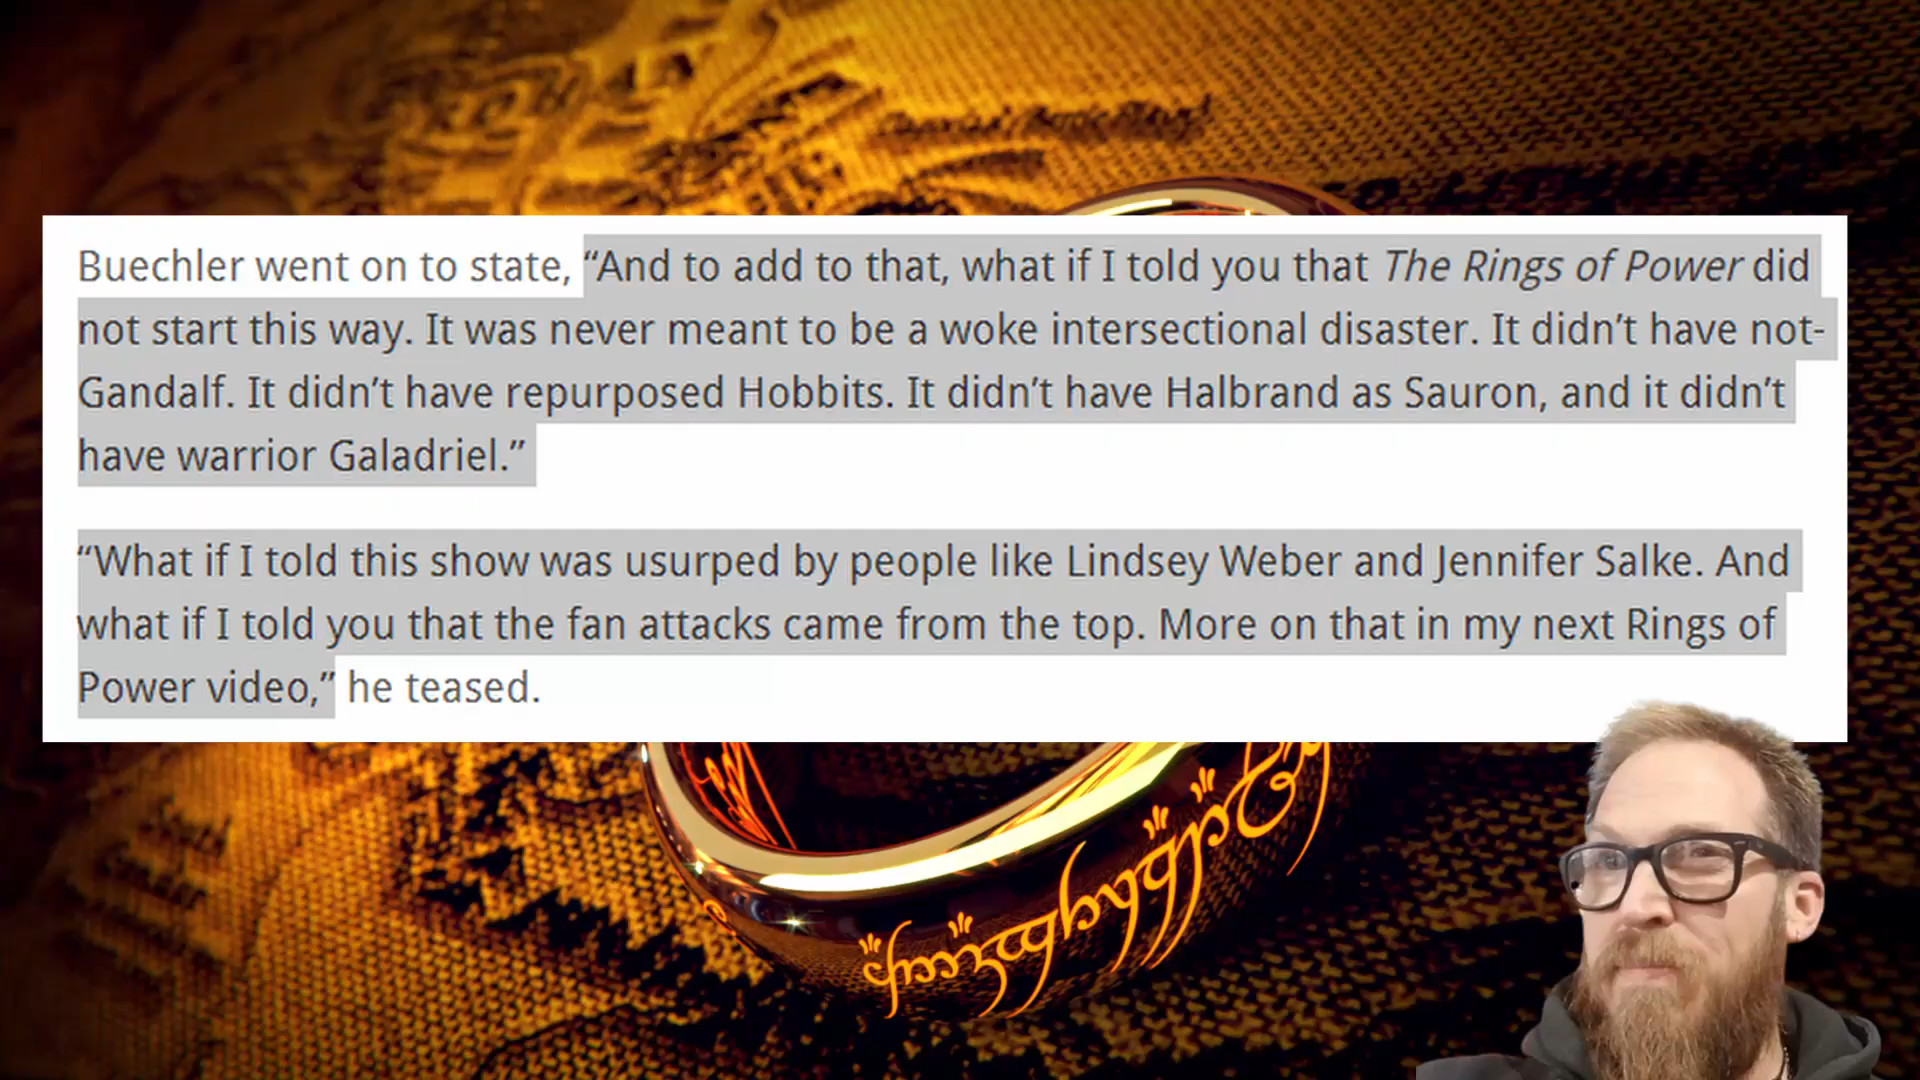 Buechler went on to state, “And to add to that, what if I told you that The Rings of Power did
not start this way. It was never meant to be a woke intersectional disaster. It didn’t have not-
Gandalf. It didn’t have repurposed Hobbits. It didn’t have Halbrand as Sauron, and it didn’t
have warrior Galadriel.”
“What if I told this show was usurped by people like Lindsey Weber and Jennifer Salke. And
what if I told you that the fan attacks came from the top. More on that in my next Rings of
Power video,” he teased.